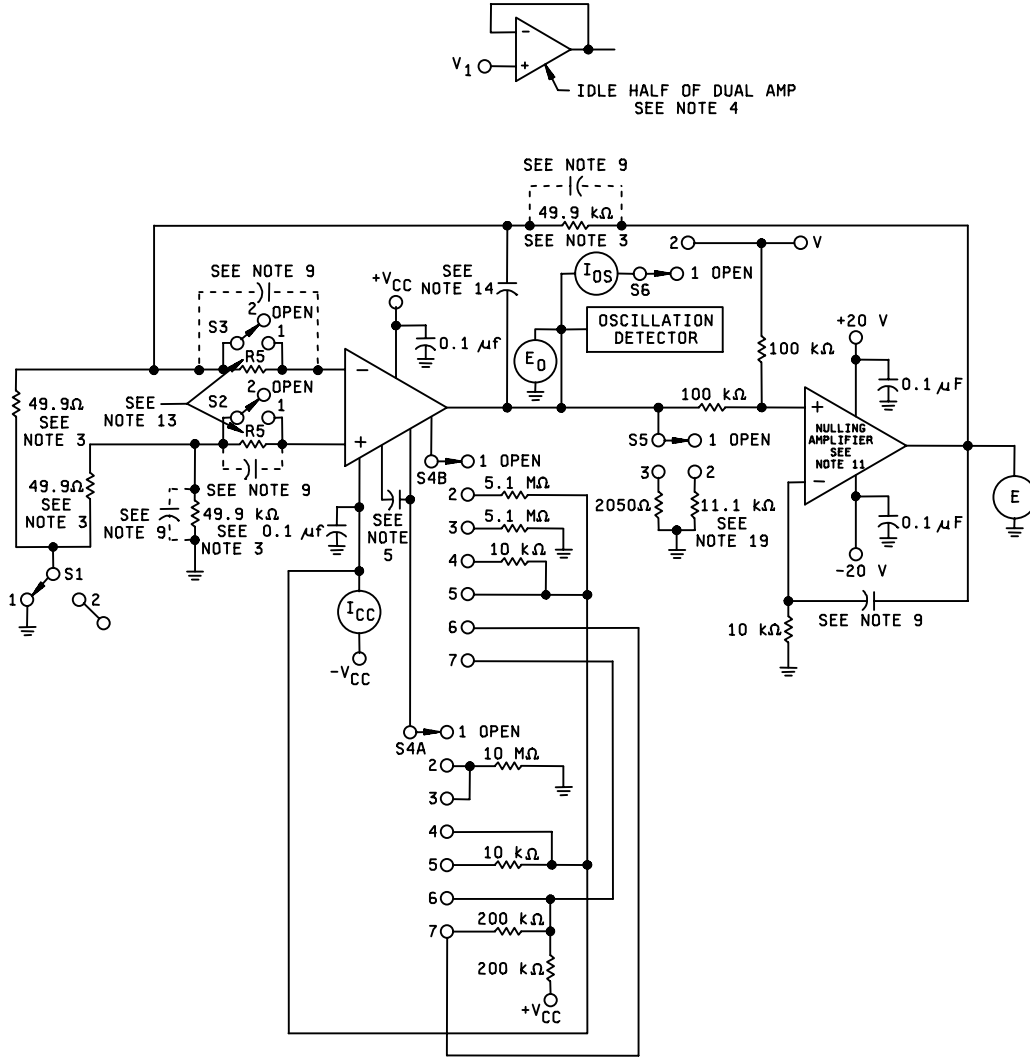 V1
IDLE HALF OF DUAL AMP
SEE NOTE 4
-
+
SEE NOTE 9
49.9 kΩ
SEE NOTE 3
2
V
IOS
S6
1 OPEN
SEE NOTE 9
+VCC
SEE
NOTE 14
2
OPEN
S3
1
R5
0.1 µf
EO
OSCILLATION
DETECTOR
100 kΩ
+20 V
0.1 µF
49.9Ω
SEE
NOTE 3
SEE
NOTE 13
2
OPEN
S2
1
R5
-
+
100 kΩ
+
NULLING
AMPLIFIER
SEE
NOTE 11
-
S5
1 OPEN
S4B
1 OPEN
49.9Ω
SEE
NOTE 3
SEE NOTE 9
SEE
NOTE 9
49.9 kΩ
SEE
NOTE 3
0.1 µf
SEE
NOTE
5
2
5.1 MΩ
3
5.1 MΩ
4
10 kΩ
5
6
7
3
2
2050Ω
11.1 kΩ
SEE
NOTE 19
0.1 µF
-20 V
E
S1
1
2
ICC
-VCC
10 kΩ
SEE NOTE 9
S4A
1 OPEN
2
10 MΩ
3
4
5
10 kΩ
6
7
200 kΩ
200 kΩ
+VCC